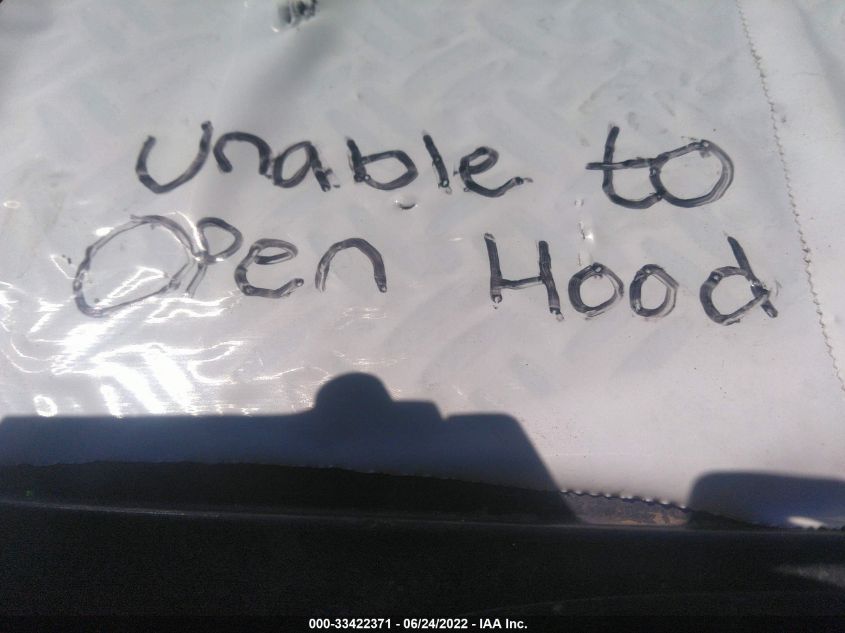 Unable to
Open Hood
000-33422371 - 06/24/2022 - IAA Inc.